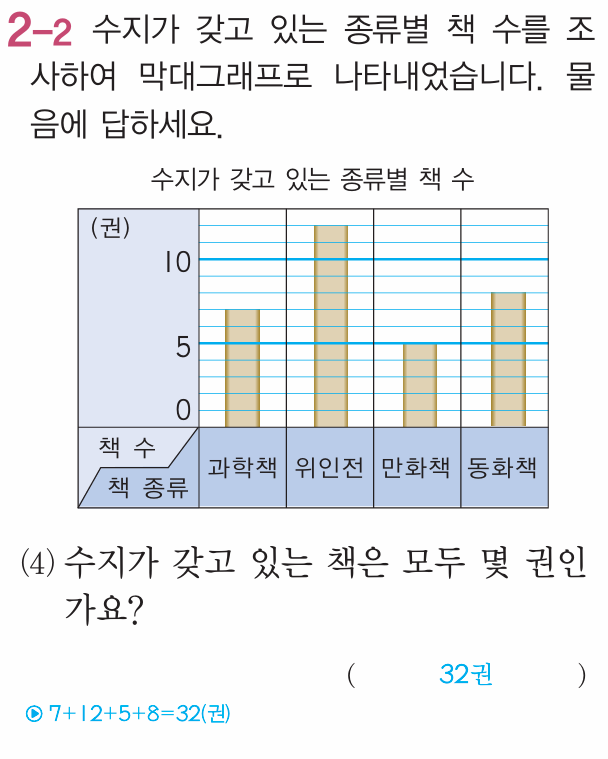 2-2 수지가 갖고 있는 종류별 책 수를 조
사하여 막대그래프로 나타내었습니다. 물
음에 답하세요.
수지가 갖고 있는 종류별 책 수
(권)
10
5
0
책 수
책 종류
과학책 위인전 만화책 동화책
(4) 수지가 갖고 있는 책은 모두 몇 권인
가요?
( 32권 )
7+12+5+8=32(권)